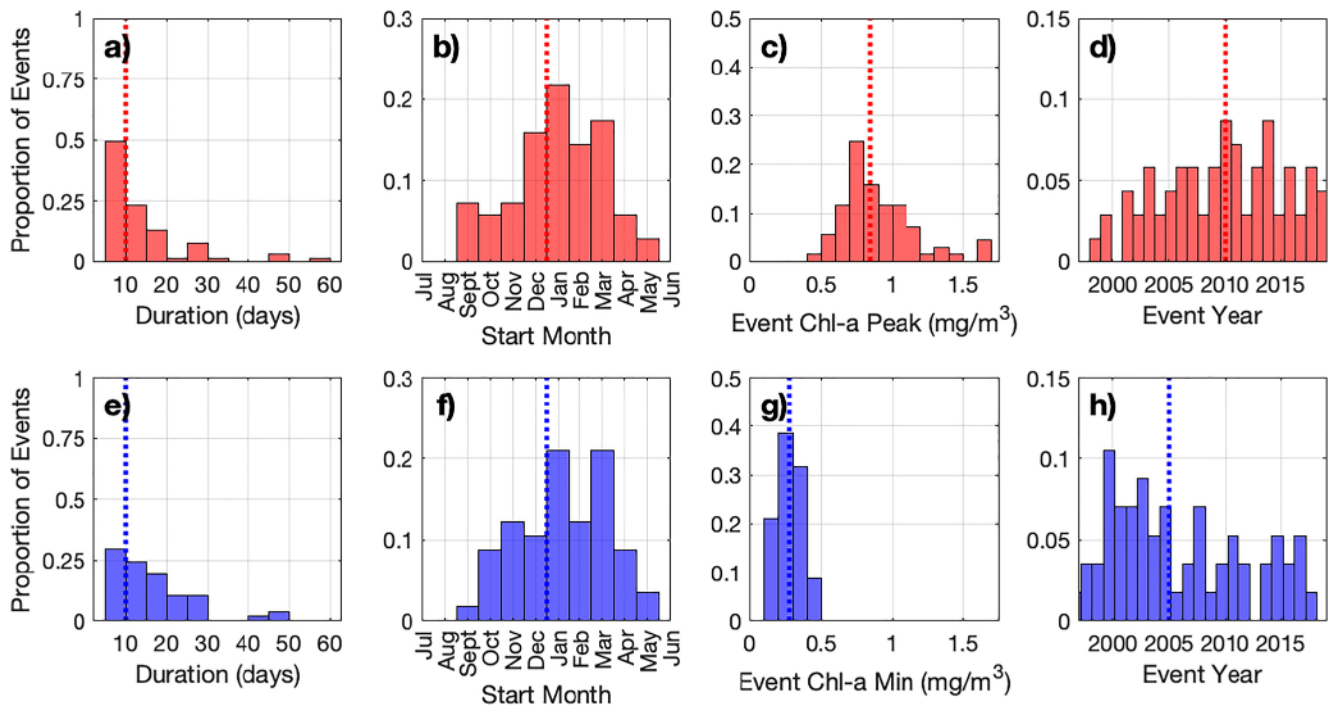 a)
b)
c)
d)
Proportion of Events
1
0.75
0.5
0.25
0
10 20 30 40 50 60
Duration (days)
0.3
0.2
0.1
0
Jul
Aug
Sept
Oct
Nov
Dec
Jan
Feb
Mar
Apr
May
Jun
Start Month
0.5
0.4
0.3
0.2
0.1
0
0 0.5 1 1.5
Event Chl-a Peak (mg/m³)
0.15
0.1
0.05
0
2000 2005 2010 2015
Event Year
e)
f)
g)
h)
Proportion of Events
1
0.75
0.5
0.25
0
10 20 30 40 50 60
Duration (days)
0.3
0.2
0.1
0
Jul
Aug
Sept
Oct
Nov
Dec
Jan
Feb
Mar
Apr
May
Jun
Start Month
0.5
0.4
0.3
0.2
0.1
0
0 0.5 1 1.5
Event Chl-a Min (mg/m³)
0.15
0.1
0.05
0
2000 2005 2010 2015
Event Year